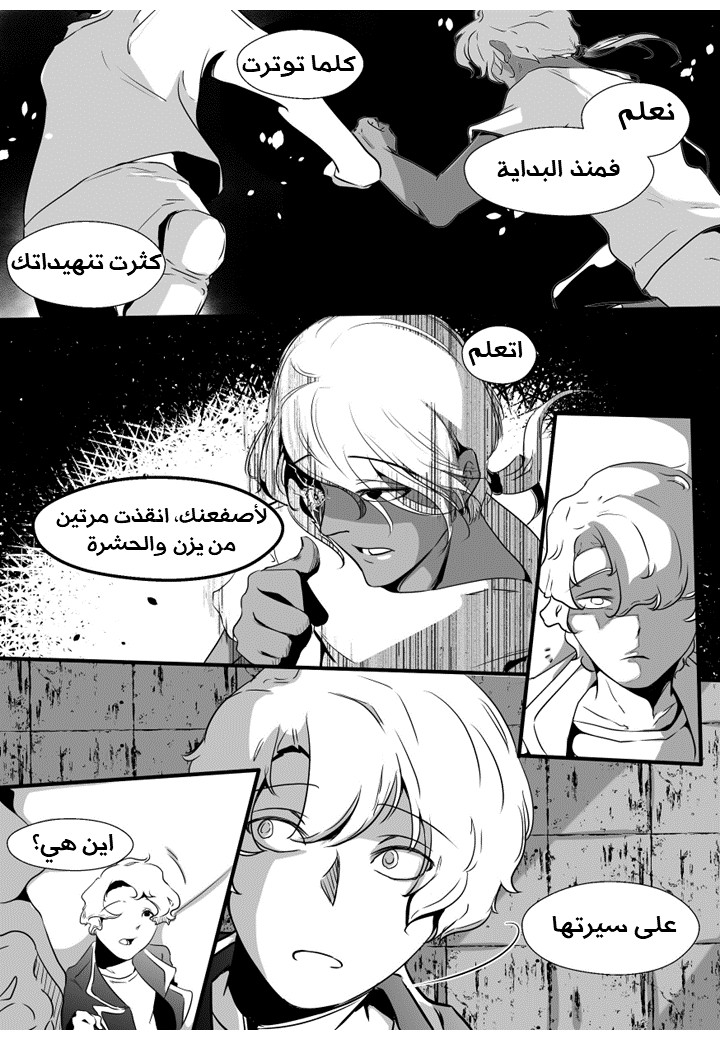 نعلم
فمنذ البداية
كلما توترت
كثرت تنهيداتك
اتعلم
لأصفعنك، انقذت مرتين
من يزن والحشرة
على سيرتها
اين هي؟